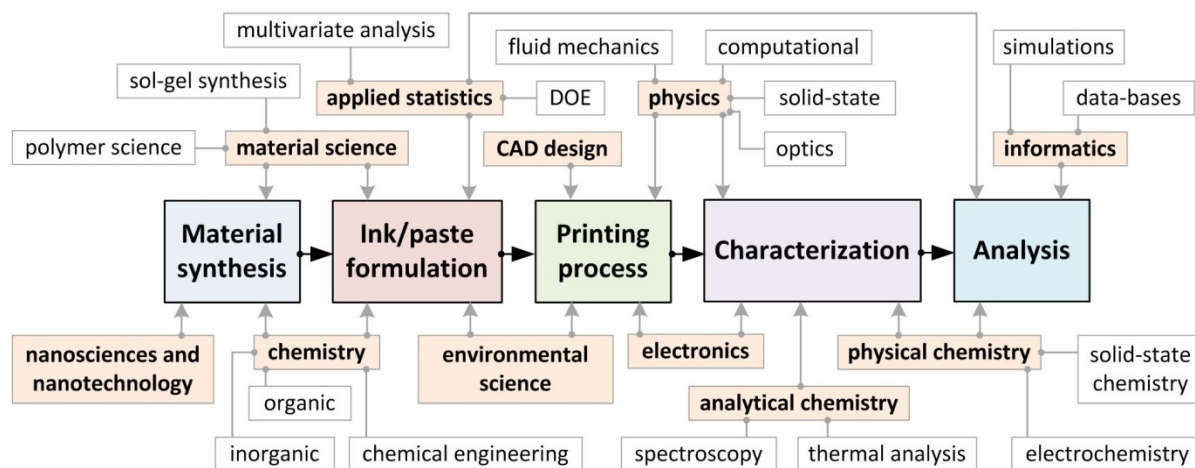 multivariate analysis
fluid mechanics
computational
simulations
sol-gel synthesis
applied statistics
DOE
physics
solid-state
data-bases
polymer science
material science
CAD design
optics
informatics
Material
synthesis
Ink/paste
formulation
Printing
process
Characterization
Analysis
nanosciences and
nanotechnology
chemistry
environmental
science
electronics
physical chemistry
solid-state
chemistry
organic
analytical chemistry
inorganic
chemical engineering
spectroscopy
thermal analysis
electrochemistry